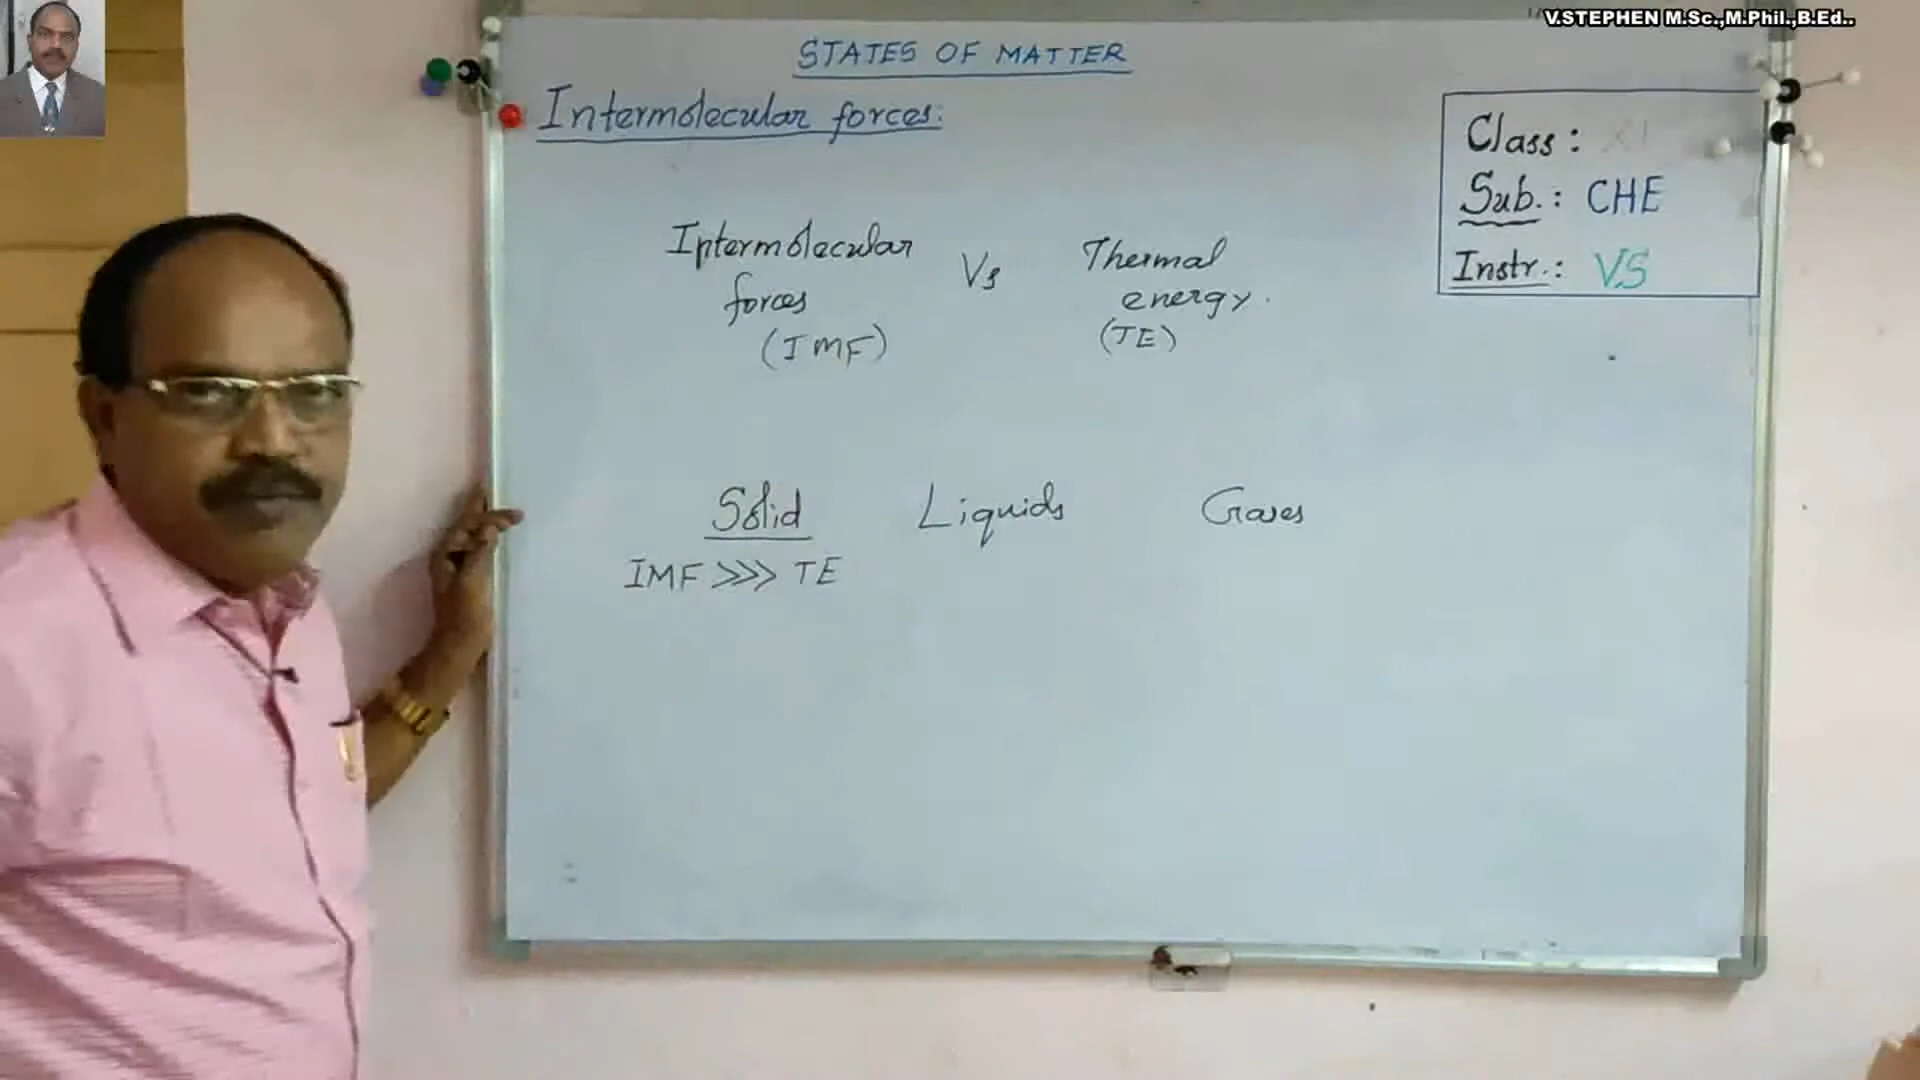 V.STEPHEN M.Sc.,M.Phil.,B.Ed..
STATES OF MATTER
Intermolecular forces:
Class: XI
Sub.: CHE
Instr.: VS
Intermolecular forces (IMF) Vs Thermal energy. (TE)
Solid Liquids Gases
IMF >>> TE